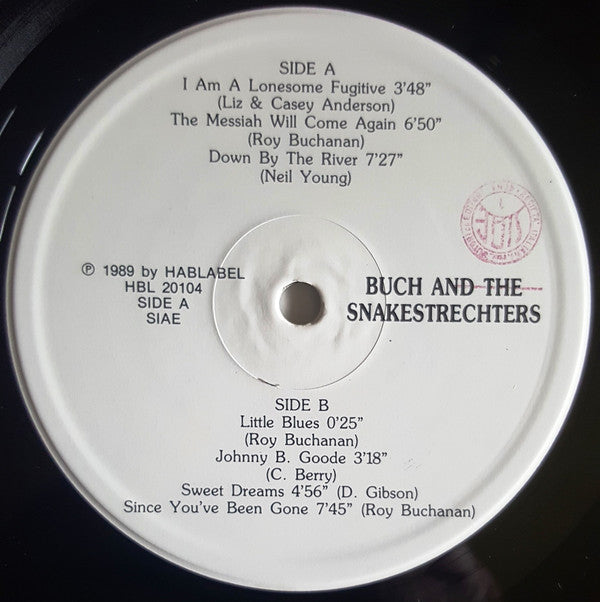 SIDE A
I Am A Lonesome Fugitive 3'48"
(Liz & Casey Anderson)
The Messiah Will Come Again 6'50"
(Roy Buchanan)
Down By The River 7'27"
(Neil Young)
℗ 1989 by HABLABEL
HBL 20104
SIDE A
SIAE
BUCH AND THE
SNAKESTRECHTERS
SIDE B
Little Blues 0'25"
(Roy Buchanan)
Johnny B. Goode 3'18"
(C. Berry)
Sweet Dreams 4'56" (D. Gibson)
Since You've Been Gone 7'45" (Roy Buchanan)